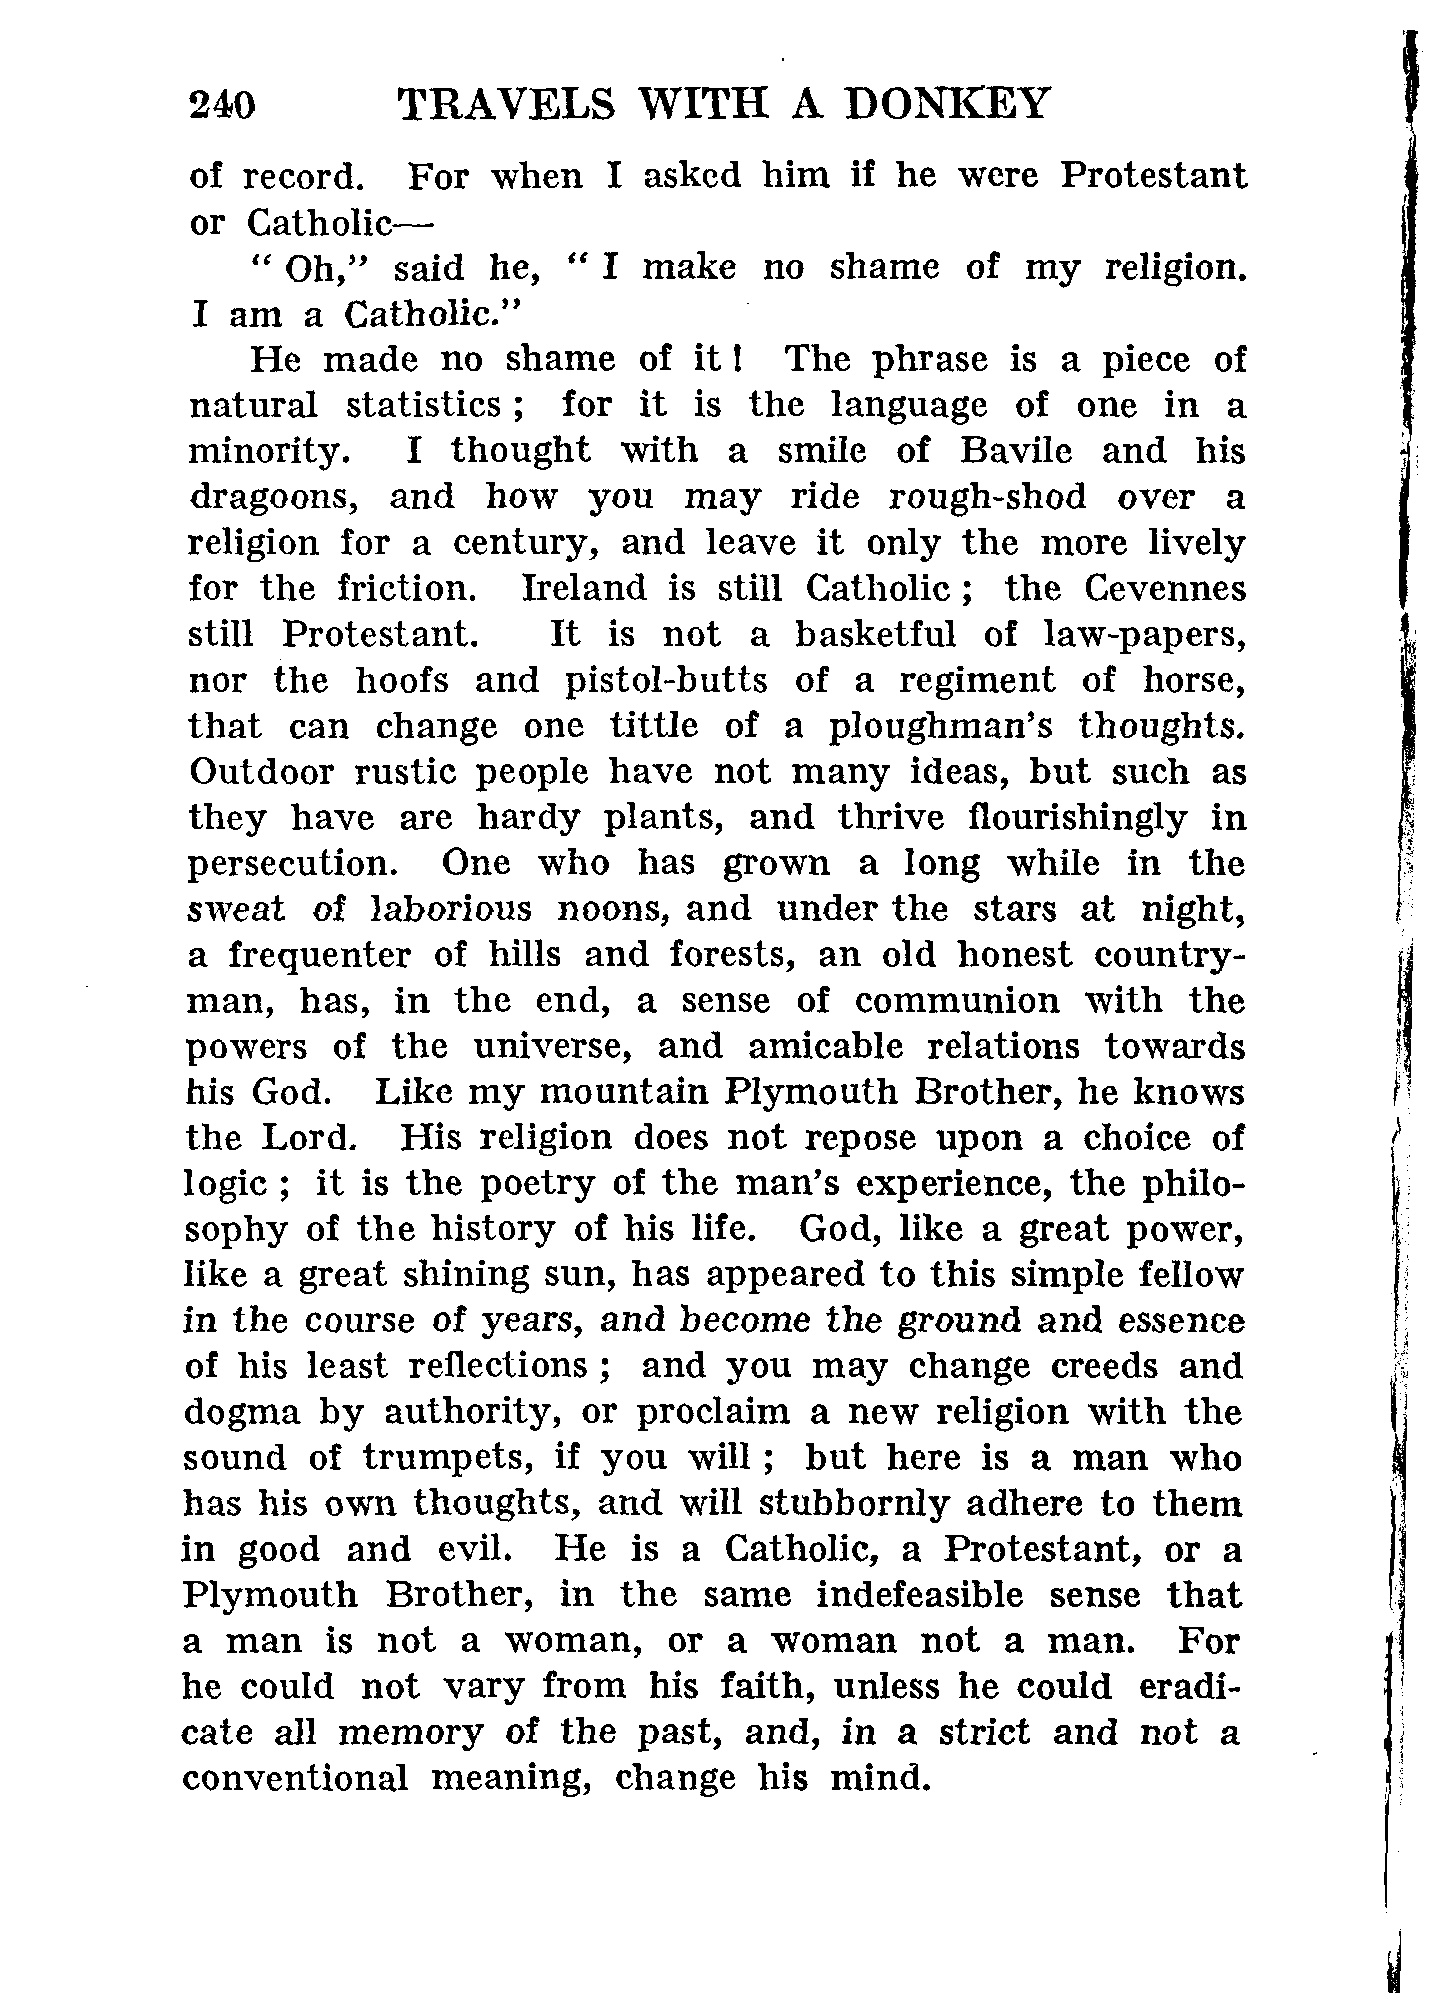 240 TRAVELS WITH A DONKEY
of record. For when I asked him if he were Protestant
or Catholic—
“ Oh,” said he, “ I make no shame of my religion.
I am a Catholic.”
He made no shame of it ! The phrase is a piece of
natural statistics ; for it is the language of one in a
minority. I thought with a smile of Bavile and his
dragoons, and how you may ride rough-shod over a
religion for a century, and leave it only the more lively
for the friction. Ireland is still Catholic ; the Cevennes
still Protestant. It is not a basketful of law-papers,
nor the hoofs and pistol-butts of a regiment of horse,
that can change one tittle of a ploughman’s thoughts.
Outdoor rustic people have not many ideas, but such as
they have are hardy plants, and thrive flourishingly in
persecution. One who has grown a long while in the
sweat of laborious noons, and under the stars at night,
a frequenter of hills and forests, an old honest country-
man, has, in the end, a sense of communion with the
powers of the universe, and amicable relations towards
his God. Like my mountain Plymouth Brother, he knows
the Lord. His religion does not repose upon a choice of
logic ; it is the poetry of the man’s experience, the philo-
sophy of the history of his life. God, like a great power,
like a great shining sun, has appeared to this simple fellow
in the course of years, and become the ground and essence
of his least reflections ; and you may change creeds and
dogma by authority, or proclaim a new religion with the
sound of trumpets, if you will ; but here is a man who
has his own thoughts, and will stubbornly adhere to them
in good and evil. He is a Catholic, a Protestant, or a
Plymouth Brother, in the same indefeasible sense that
a man is not a woman, or a woman not a man. For
he could not vary from his faith, unless he could eradi-
cate all memory of the past, and, in a strict and not a
conventional meaning, change his mind.